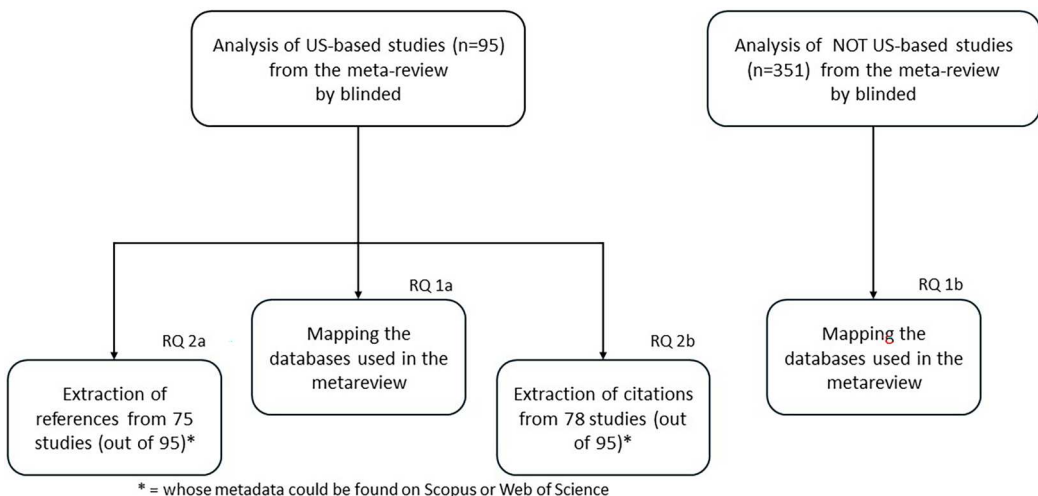 Analysis of US-based studies (n=95)
from the meta-review
by blinded
Analysis of NOT US-based studies
(n=351) from the meta-review
by blinded
RQ 1a
Mapping the
databases used in the
metareview
RQ 1b
Mapping the
databases used in the
metareview
RQ 2a
Extraction of
references from 75
studies (out of 95)*
RQ 2b
Extraction of citations
from 78 studies (out
of 95)*
* = whose metadata could be found on Scopus or Web of Science